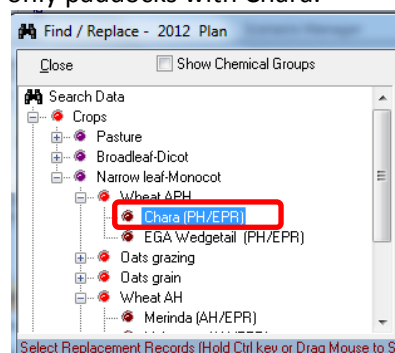 only paddocks with Chara.
Find / Replace - 2012 Plan
Close Show Chemical Groups
Search Data
Crops
Pasture
Broadleaf-Dicot
Narrow leaf-Monocot
Wheat APH
Chara (PH/EPR)
EGA Wedgetail (PH/EPR)
Oats grazing
Oats grain
Wheat AH
Merinda (AH/EPR)
Select Replacement Records (Hold Ctrl key or Drag Mouse to S